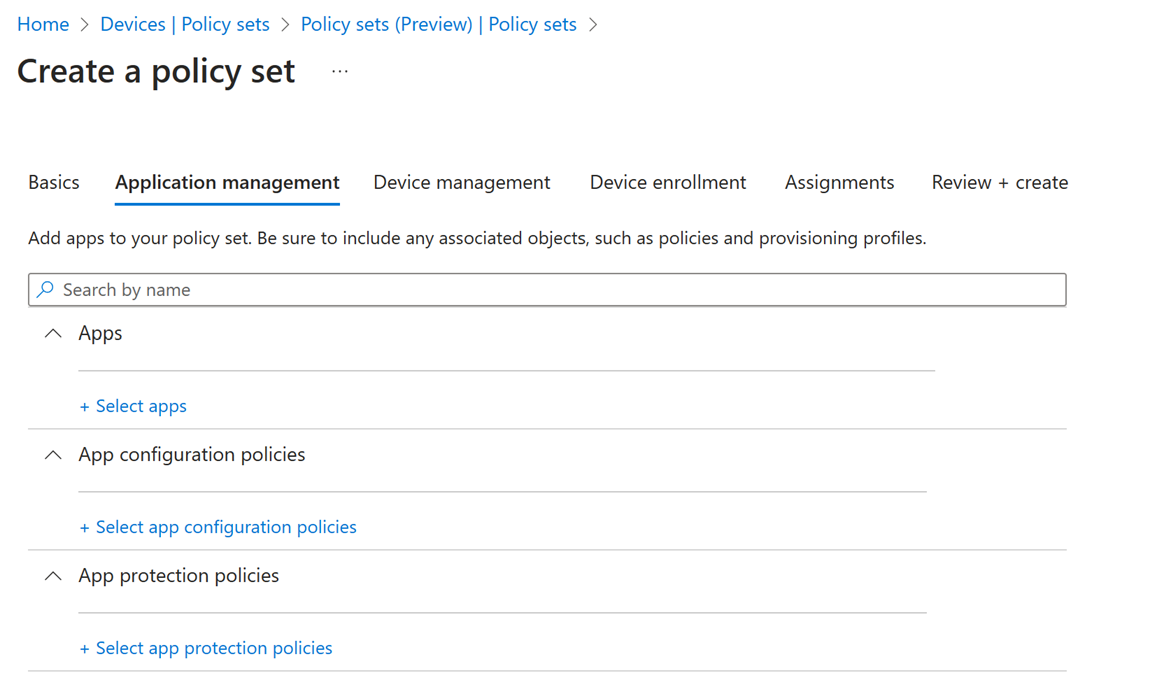 Home > Devices | Policy sets > Policy sets (Preview) | Policy sets >
Create a policy set ...
Basics Application management Device management Device enrollment Assignments Review + create
Add apps to your policy set. Be sure to include any associated objects, such as policies and provisioning profiles.
Search by name
Apps
+ Select apps
App configuration policies
+ Select app configuration policies
App protection policies
+ Select app protection policies